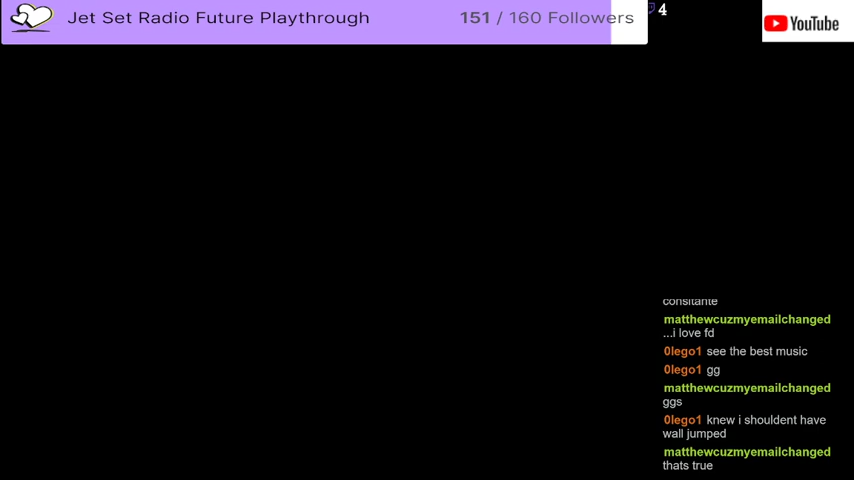 Jet Set Radio Future Playthrough
151 / 160 Followers
4
YouTube
consitante
matthewcuzmyemailchanged
...i love fd
0lego1 see the best music
0lego1 gg
matthewcuzmyemailchanged
ggs
0lego1 knew i shouldent have
wall jumped
matthewcuzmyemailchanged
thats true